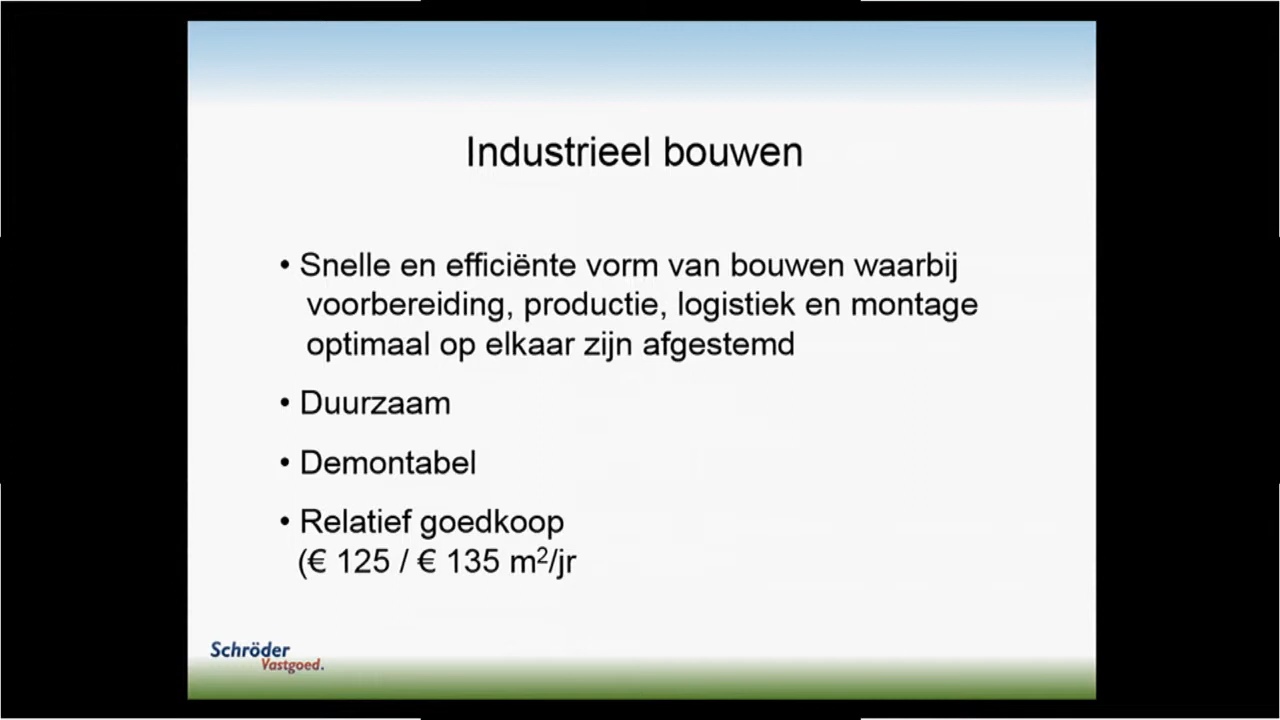 Industrieel bouwen
• Snelle en efficiënte vorm van bouwen waarbij
voorbereiding, productie, logistiek en montage
optimaal op elkaar zijn afgestemd
• Duurzaam
• Demontabel
• Relatief goedkoop
(€ 125 / € 135 m²/jr
Schröder
Vastgoed.